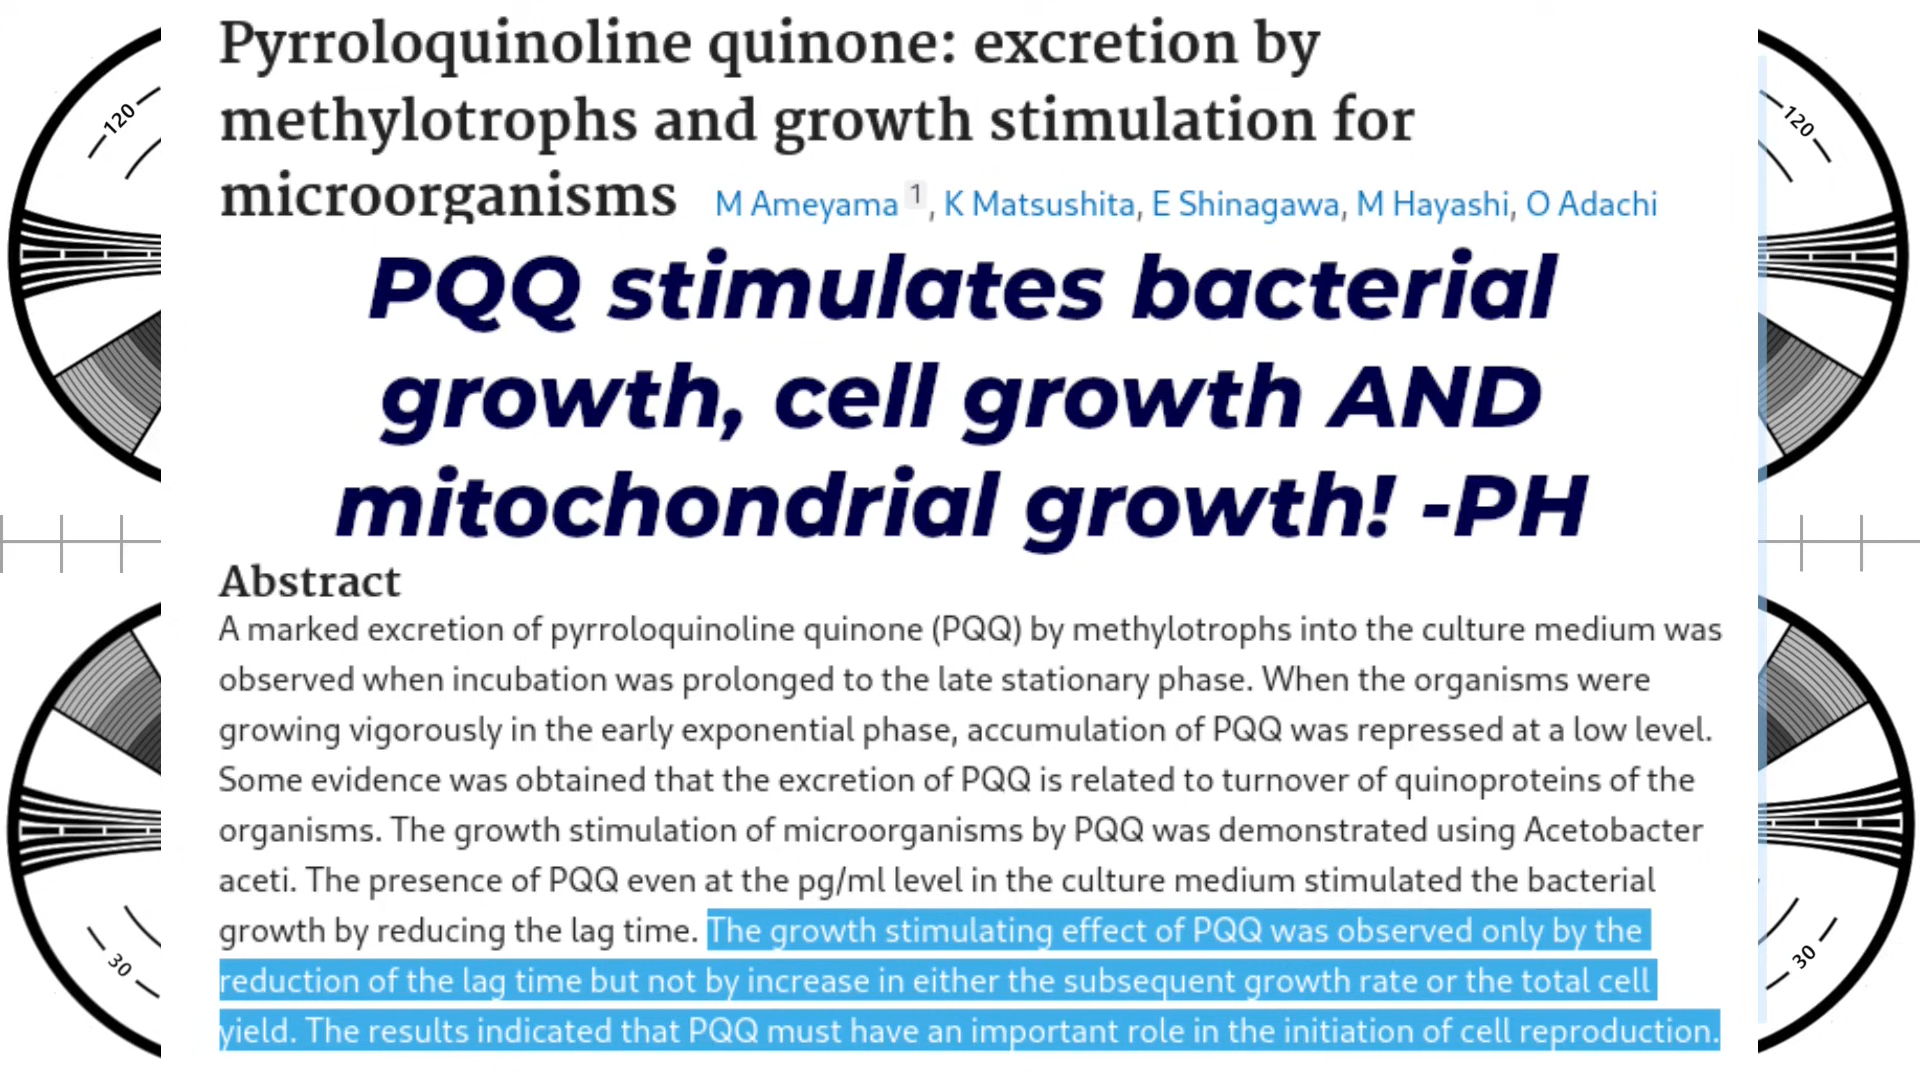 Pyrroloquinoline quinone: excretion by
methylotrophs and growth stimulation for
microorganisms M Ameyama 1, K Matsushita, E Shinagawa, M Hayashi, O Adachi
PQQ stimulates bacterial
growth, cell growth AND
mitochondrial growth! -PH
Abstract
A marked excretion of pyrroloquinoline quinone (PQQ) by methylotrophs into the culture medium was
observed when incubation was prolonged to the late stationary phase. When the organisms were
growing vigorously in the early exponential phase, accumulation of PQQ was repressed at a low level.
Some evidence was obtained that the excretion of PQQ is related to turnover of quinoproteins of the
organisms. The growth stimulation of microorganisms by PQQ was demonstrated using Acetobacter
aceti. The presence of PQQ even at the pg/ml level in the culture medium stimulated the bacterial
growth by reducing the lag time. The growth stimulating effect of PQQ was observed only by the
reduction of the lag time but not by increase in either the subsequent growth rate or the total cell
yield. The results indicated that PQQ must have an important role in the initiation of cell reproduction.
120
120
30
30